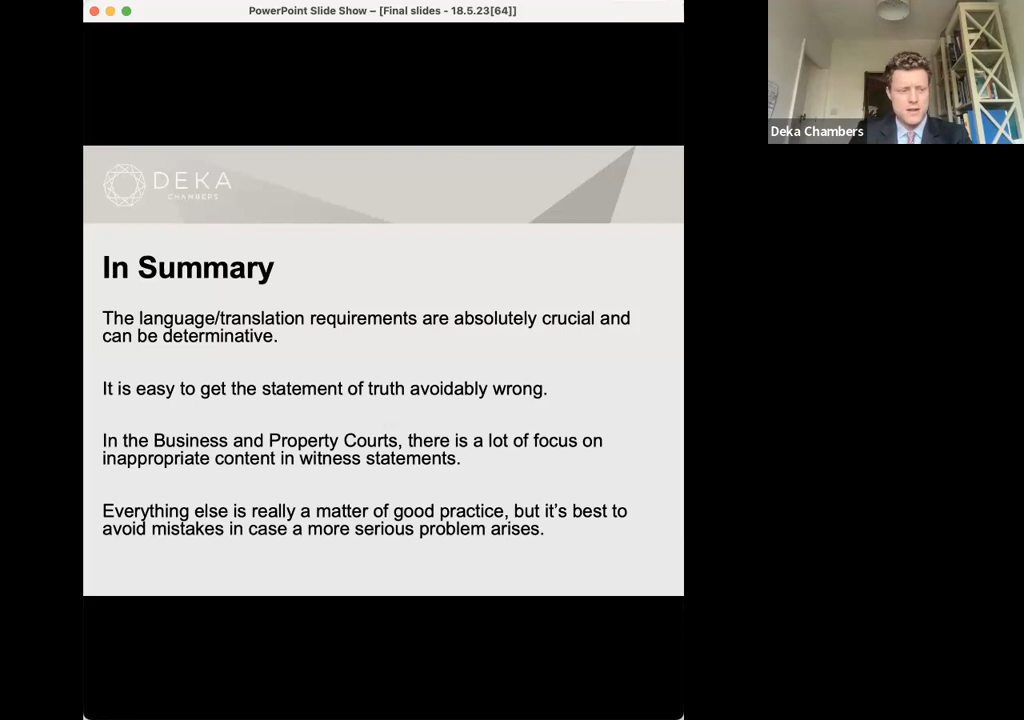 PowerPoint Slide Show – [Final slides - 18.5.23[64]]
Deka Chambers
DEKA
CHAMBERS
In Summary
The language/translation requirements are absolutely crucial and
can be determinative.
It is easy to get the statement of truth avoidably wrong.
In the Business and Property Courts, there is a lot of focus on
inappropriate content in witness statements.
Everything else is really a matter of good practice, but it’s best to
avoid mistakes in case a more serious problem arises.